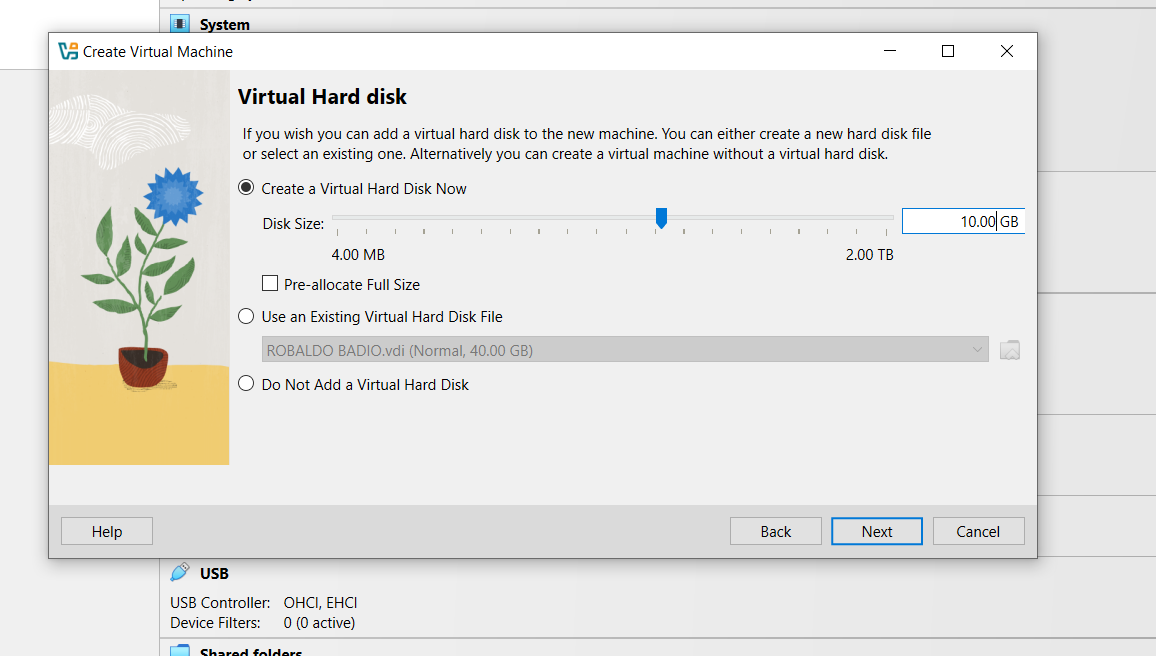 System
Create Virtual Machine
Virtual Hard disk
If you wish you can add a virtual hard disk to the new machine. You can either create a new hard disk file
or select an existing one. Alternatively you can create a virtual machine without a virtual hard disk.
Create a Virtual Hard Disk Now
Disk Size:
10.00 GB
4.00 MB
2.00 TB
Pre-allocate Full Size
Use an Existing Virtual Hard Disk File
ROBALDO BADIO.vdi (Normal, 40.00 GB)
Do Not Add a Virtual Hard Disk
Help
Back
Next
Cancel
USB
USB Controller: OHCI, EHCI
Device Filters: 0 (0 active)
Shared folders